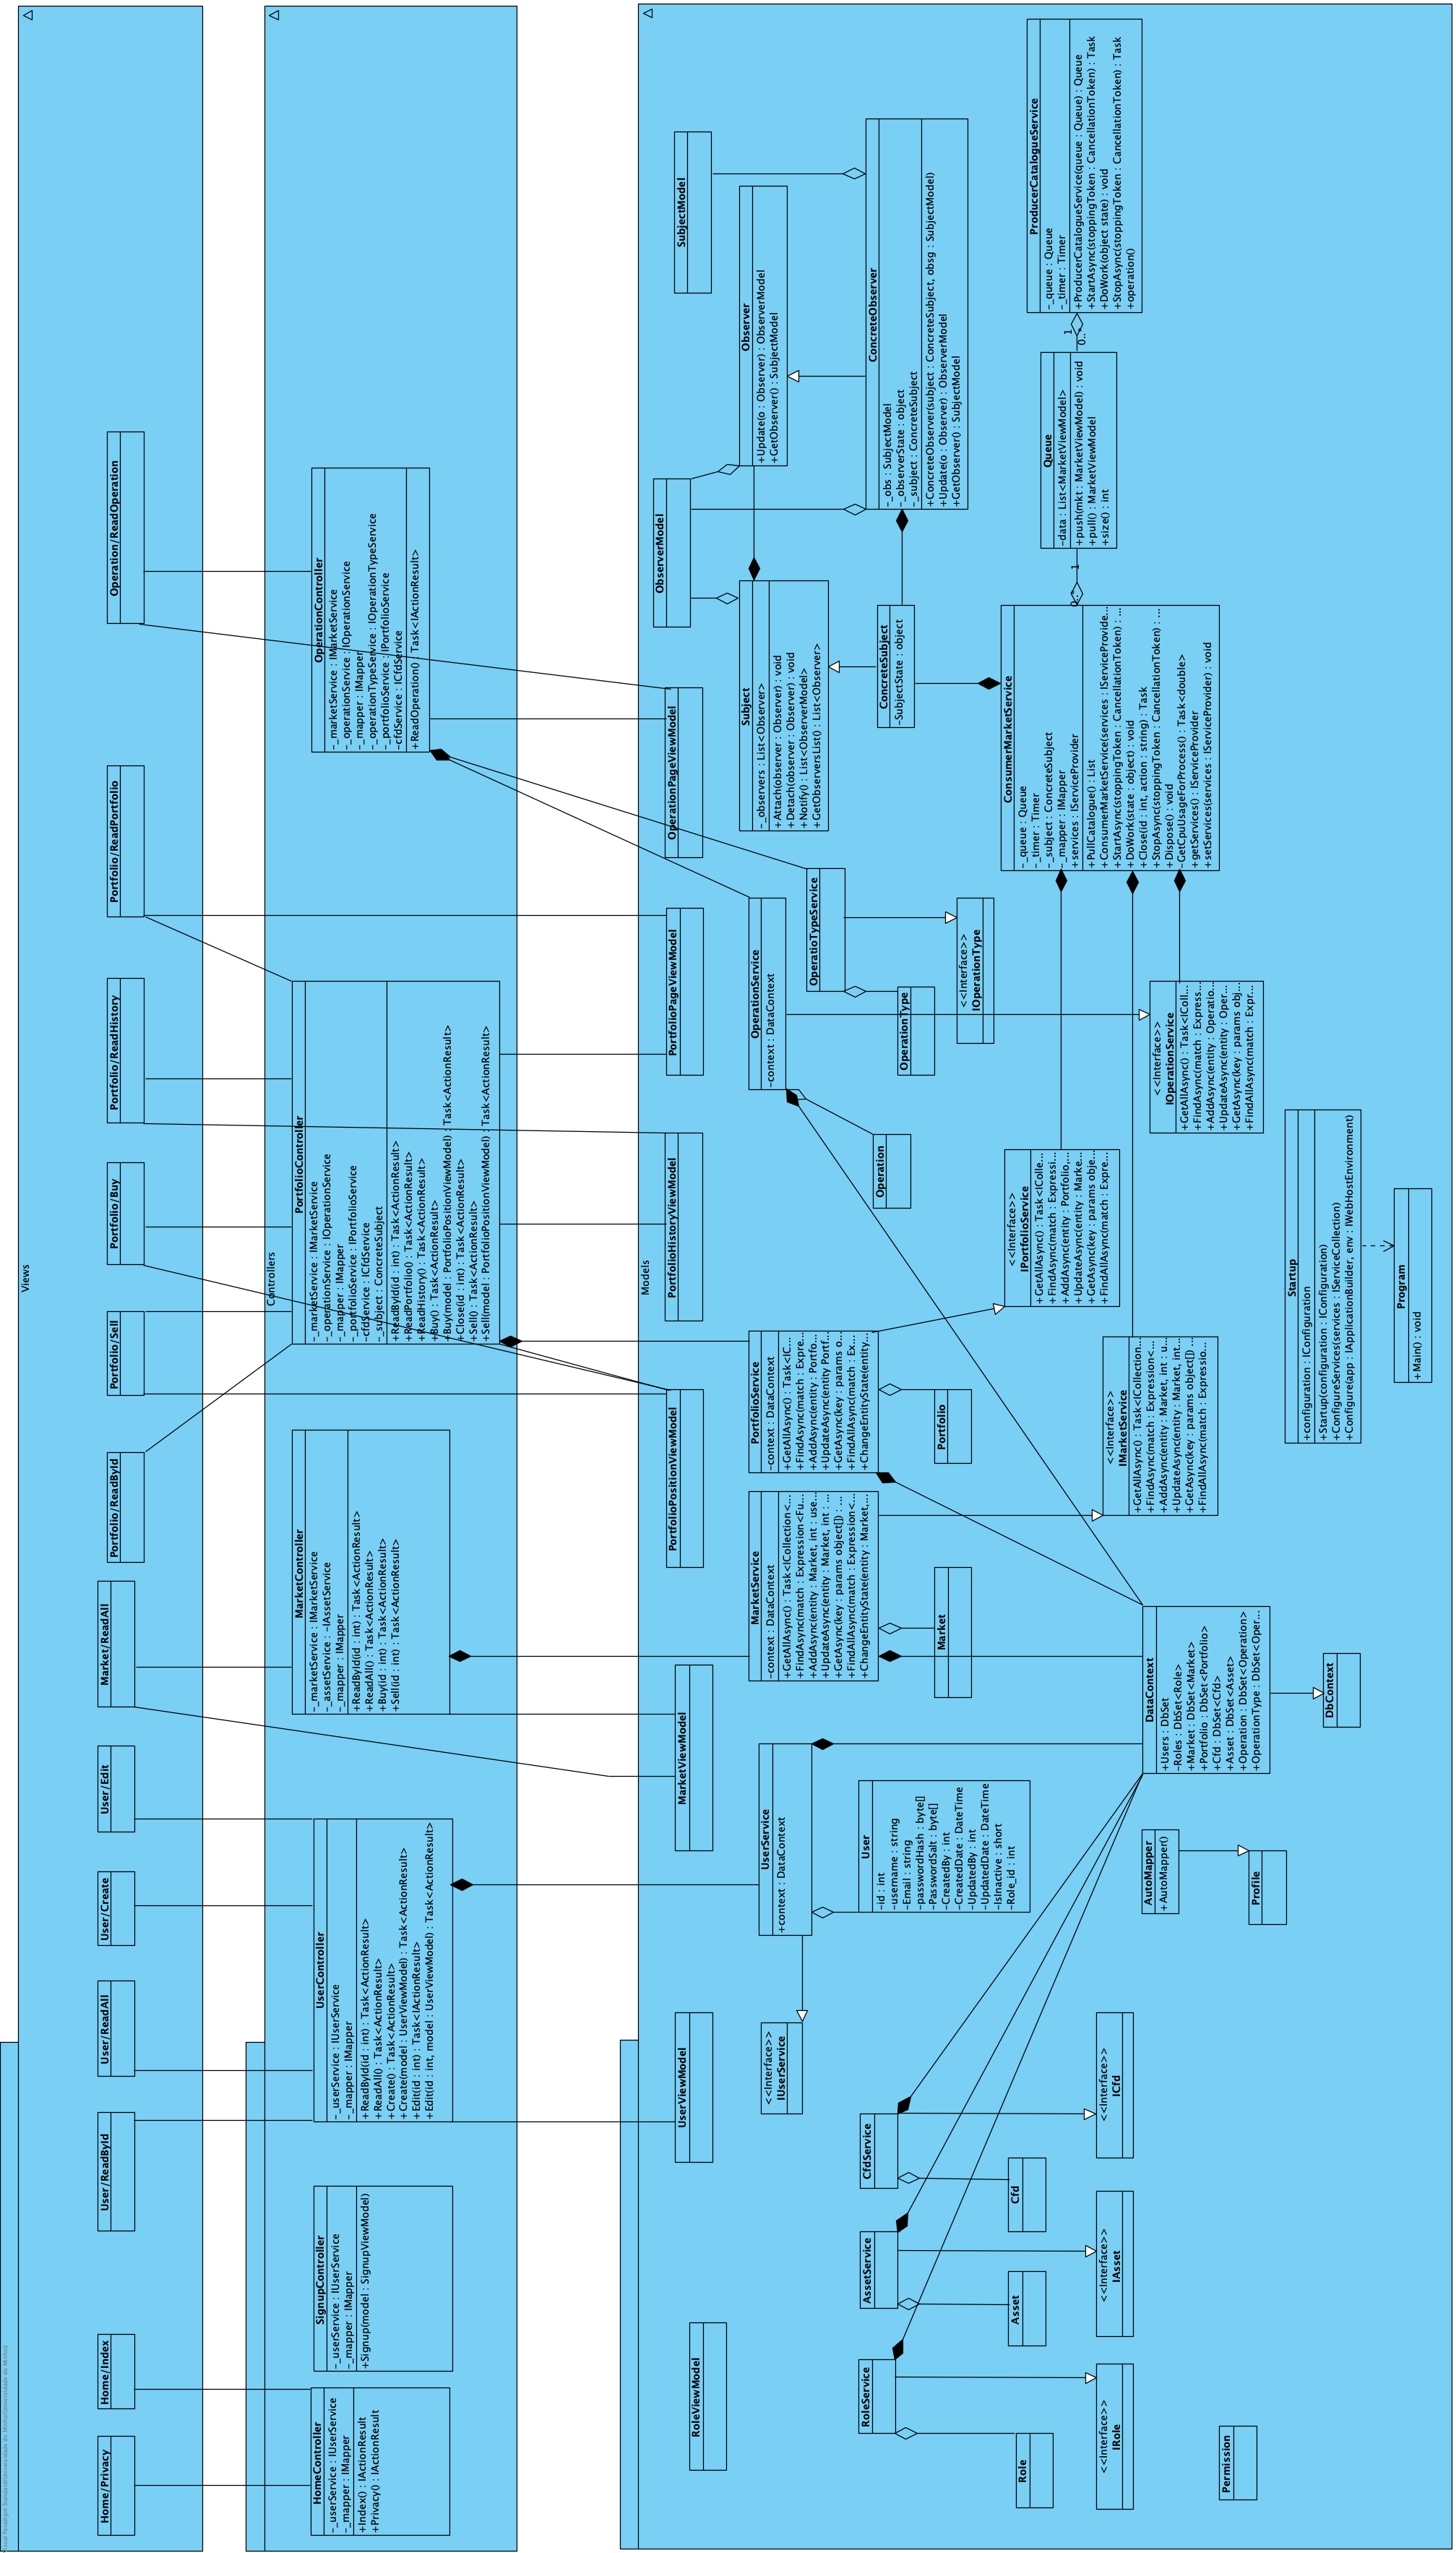 Views
Home/Privacy
Home/Index
User/ReadById
User/ReadAll
User/Create
User/Edit
Market/ReadAll
Portfolio/ReadById
Portfolio/Sell
Portfolio/Buy
Portfolio/ReadHistory
Portfolio/ReadPortfolio
Operation/ReadOperation
Controllers
HomeController
-_userService : IUserService
-_mapper : IMapper
+Index() : IActionResult
+Privacy() : IActionResult
SignupController
-_userService : IUserService
-_mapper : IMapper
+Signup(model : SignupViewModel)
UserController
-_userService : IUserService
-_mapper : IMapper
+ReadById(id : int) : Task<ActionResult>
+ReadAll() : Task<ActionResult>
+Create() : Task<ActionResult>
+Create(model : UserViewModel) : Task<ActionResult>
+Edit(id : int) : Task<IActionResult>
+Edit(id : int, model : UserViewModel) : Task<ActionResult>
MarketController
-_marketService : IMarketService
-_assetService : -IAssetService
-_mapper : IMapper
+ReadById(id : int) : Task<ActionResult>
+ReadAll() : Task<ActionResult>
+Buy(id : int) : Task<ActionResult>
+Sell(id : int) : Task<ActionResult>
PortfolioController
-_marketService : IMarketService
-_operationService : IOperationService
-_mapper : IMapper
-_portfolioService : IPortfolioService
-cfdService : ICfdService
-_subject : ConcreteSubject
+ReadById(id : int) : Task<ActionResult>
+ReadPortfolio() : Task<ActionResult>
+ReadHistory() : Task<ActionResult>
+Buy() : Task<ActionResult>
+Buy(model : PortfolioPositionViewModel) : Task<ActionResult>
+Close(id : int) : Task<ActionResult>
+Sell() : Task<ActionResult>
+Sell(model : PortfolioPositionViewModel) : Task<ActionResult>
OperationController
-_marketService : IMarketService
-_operationService : IOperationService
-_mapper : IMapper
-_operationTypeService : IOperationTypeService
-_portfolioService : IPortfolioService
-cfdService : ICfdService
+ReadOperation() : Task<IActionResult>
Models
RoleViewModel
UserViewModel
MarketViewModel
PortfolioPositionViewModel
PortfolioHistoryViewModel
PortfolioPageViewModel
OperationPageViewModel
ObserverModel
SubjectModel
<<Interface>>
IUserService
UserService
+context : DataContext
User
-id : int
-username : string
-Email : string
-passwordHash : byte[]
-PasswordSalt : byte[]
-CreatedBy : int
-CreatedDate : DateTime
-UpdatedBy : int
-UpdatedDate : DateTime
-IsInactive : short
-Role_id : int
MarketService
-context : DataContext
+GetAllAsync() : Task<ICollection<...
+FindAsync(match : Expression<Fu...
+AddAsync(entity : Market, int : use...
+UpdateAsync(entity : Market, int : ...
+GetAsync(key : params object[]) : ...
+FindAllAsync(match : Expression<...
+ChangeEntityState(entity : Market,...
PortfolioService
-context : DataContext
+GetAllAsync() : Task<IC...
+FindAsync(match : Expre...
+AddAsync(entity : Portfo...
+UpdateAsync(entity Portf...
+GetAsync(key : params o...
+FindAllAsync(match : Ex...
+ChangeEntityState(entity...
OperationService
-context : DataContext
OperatioTypeService
Subject
-_observers : List<Observer>
+Attach(observer : Observer) : void
+Detach(observer : Observer) : void
+Notify() : List<ObserverModel>
+GetObserversList() : List<Observer>
Observer
+Update(o : Observer) : ObserverModel
+GetObserver() : SubjectModel
ConcreteObserver
-_obs : SubjectModel
-_observerState : object
-_subject : ConcreteSubject
+ConcreteObserver(subject : ConcreteSubject, obsg : SubjectModel)
+Update(o : Observer) : ObserverModel
+GetObserver() : SubjectModel
ConcreteSubject
-SubjectState : object
RoleService
AssetService
CfdService
Role
Asset
Cfd
<<Interface>>
IRole
<<Interface>>
IAsset
<<Interface>>
ICfd
Market
Portfolio
Operation
OperationType
<<Interface>>
IOperationType
<<Interface>>
IMarketService
+GetAllAsync() : Task<ICollection...
+FindAsync(match : Expression<...
+AddAsync(entity : Market, int : u...
+UpdateAsync(entity : Market, int...
+GetAsync(key : params object[]) ...
+FindAllAsync(match : Expressio...
<<Interface>>
IPortfolioService
+GetAllAsync() : Task<IColle...
+FindAsync(match : Expressi...
+AddAsync(entity : Portfolio,...
+UpdateAsync(entity : Marke...
+GetAsync(key : params obje...
+FindAllAsync(match : Expre...
<<Interface>>
IOperationService
+GetAllAsync() : Task<IColl...
+FindAsync(match : Express...
+AddAsync(entity : Operatio...
+UpdateAsync(entity : Oper...
+GetAsync(key : params obj...
+FindAllAsync(match : Expr...
ConsumerMarketService
-_queue : Queue
-_timer : Timer
-_subject : ConcreteSubject
-_mapper : IMapper
+services : IServiceProvider
+PullCatalogue() : List
+ConsumerMarketService(services : IServiceProvide...
+StartAsync(stoppingToken : CancellationToken) : ...
+DoWork(state : object) : void
+Close(id : int, action : string) : Task
+StopAsync(stoppingToken : CancellationToken) : ...
+Dispose() : void
-GetCpuUsageForProcess() : Task<double>
+getServices() : IServiceProvider
+setServices(services : IServiceProvider) : void
0..*
1
Queue
-data : List<MarketViewModel>
+push(mkt : MarketViewModel) : void
+pull() : MarketViewModel
+size() : int
0..*
1
ProducerCatalogueService
-_queue : Queue
-_timer : Timer
+ProducerCatalogueService(queue : Queue) : Queue
+StartAsync(stoppingToken : CancellationToken) : Task
+DoWork(object state) : void
+StopAsync(stoppingToken : CancellationToken) : Task
+operation()
Permission
AutoMapper
+AutoMapper()
Profile
DataContext
+Users : DbSet
-Roles : DbSet<Role>
+Market : DbSet<Market>
+Portfolio : DbSet<Portfolio>
+Cfd : DbSet<Cfd>
+Asset : DbSet<Asset>
+Operation : DbSet<Operation>
+OperationType : DbSet<Oper...
DbContext
Startup
+configuration : IConfiguration
+Startup(configuration : IConfiguration)
+ConfigureServices(services : IServiceCollection)
+Configure(app : IApplicationBuilder, env : IWebHostEnvironment)
Program
+Main() : void